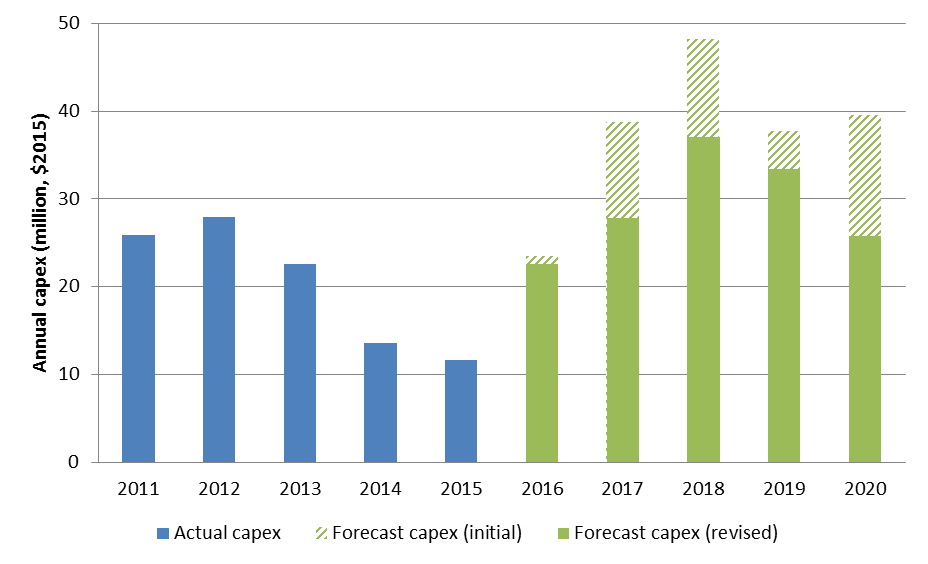 50
40
30
20
10
0
Annual capex (million, $2015)
2011 2012 2013 2014 2015 2016 2017 2018 2019 2020
Actual capex Forecast capex (initial) Forecast capex (revised)